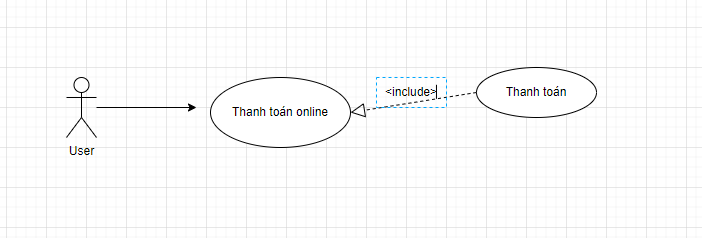 Thanh toán online
<include>
Thanh toán
User